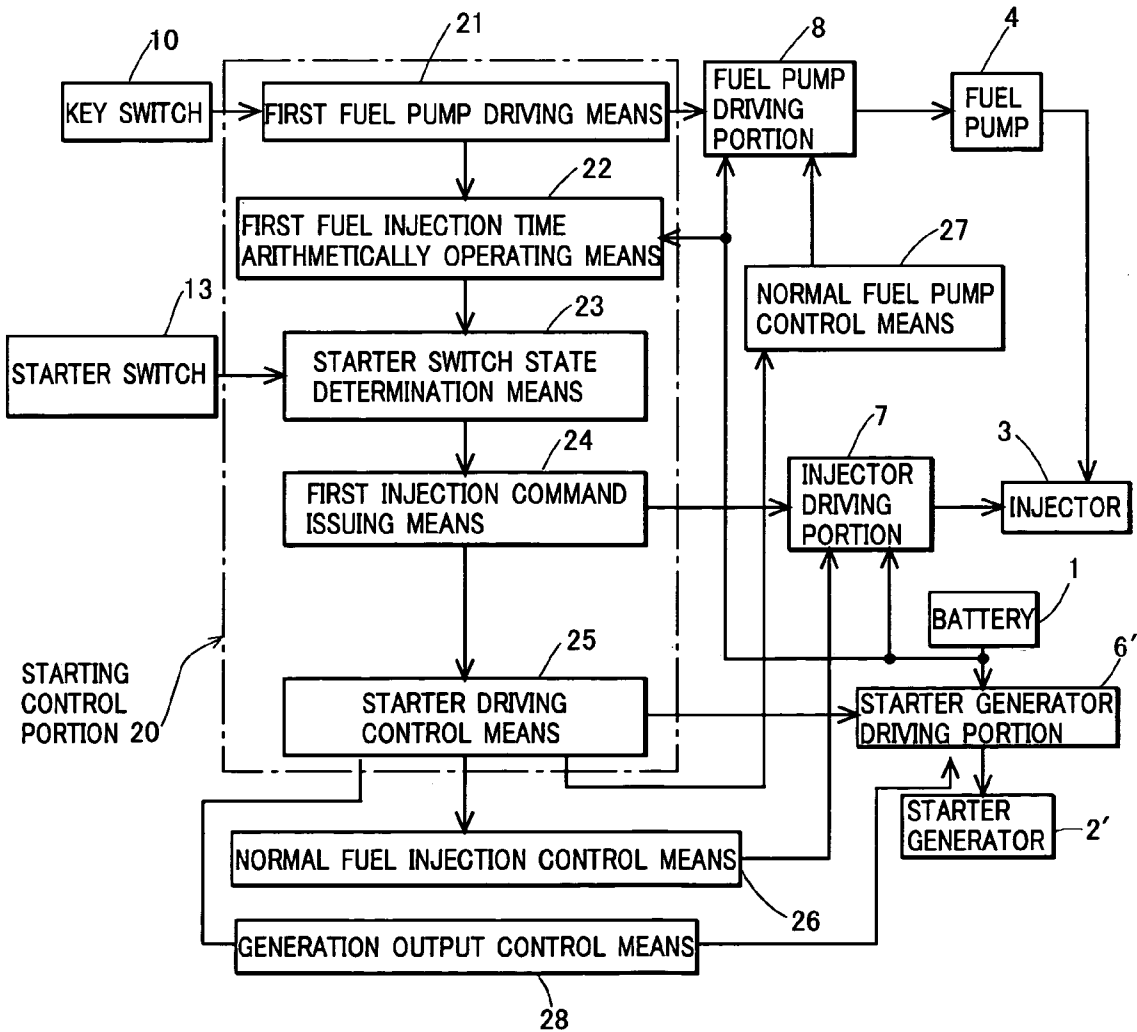 10
KEY SWITCH
21
FIRST FUEL PUMP DRIVING MEANS
8
FUEL PUMP
DRIVING
PORTION
4
FUEL
PUMP
22
FIRST FUEL INJECTION TIME
ARITHMETICALLY OPERATING MEANS
27
NORMAL FUEL PUMP
CONTROL MEANS
13
STARTER SWITCH
23
STARTER SWITCH STATE
DETERMINATION MEANS
24
FIRST INJECTION COMMAND
ISSUING MEANS
7
INJECTOR
DRIVING
PORTION
3
INJECTOR
1
BATTERY
STARTING
CONTROL
PORTION 20
25
STARTER DRIVING
CONTROL MEANS
6′
STARTER GENERATOR
DRIVING PORTION
STARTER
GENERATOR
2′
NORMAL FUEL INJECTION CONTROL MEANS
26
GENERATION OUTPUT CONTROL MEANS
28